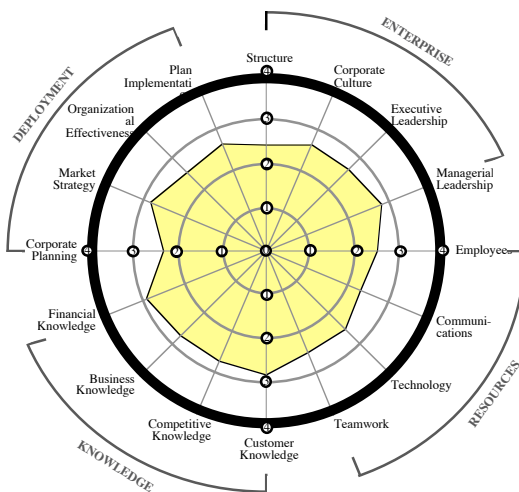 4
Structure
ENTERPRISE
Plan
Implementati
Corporate
Culture
DEPLOYMENT
Organization
al
Effectiveness
Executive
Leadership
3
Market
Strategy
2
Managerial
Leadership
1
Corporate
Planning
4
3
2
1
0
1
2
3
4
Employees
1
Financial
Knowledge
Communi-
cations
2
Business
Knowledge
Technology
3
RESOURCES
Competitive
Knowledge
Teamwork
4
Customer
Knowledge
KNOWLEDGE